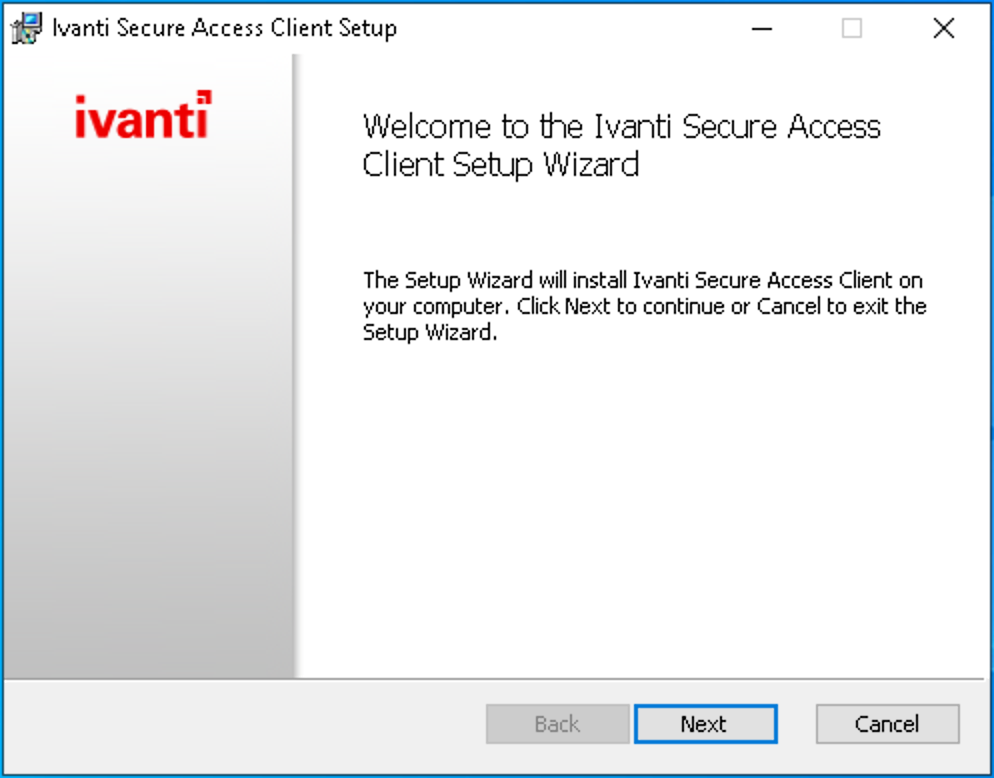 Ivanti Secure Access Client Setup
ivanti
Welcome to the Ivanti Secure Access
Client Setup Wizard
The Setup Wizard will install Ivanti Secure Access Client on
your computer. Click Next to continue or Cancel to exit the
Setup Wizard.
Back
Next
Cancel